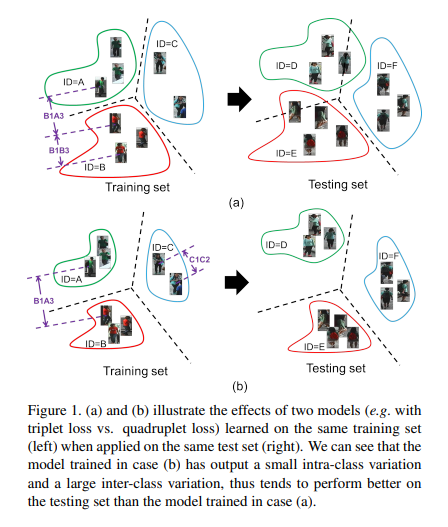 ID=A
ID=C
B1A3
B1B3
ID=B
Training set
ID=D
ID=F
ID=E
Testing set
(a)
ID=A
ID=C
C1C2
B1A3
ID=B
Training set
ID=D
ID=F
ID=E
Testing set
(b)
Figure 1. (a) and (b) illustrate the effects of two models (e.g. with
triplet loss vs. quadruplet loss) learned on the same training set
(left) when applied on the same test set (right). We can see that the
model trained in case (b) has output a small intra-class variation
and a large inter-class variation, thus tends to perform better on
the testing set than the model trained in case (a).